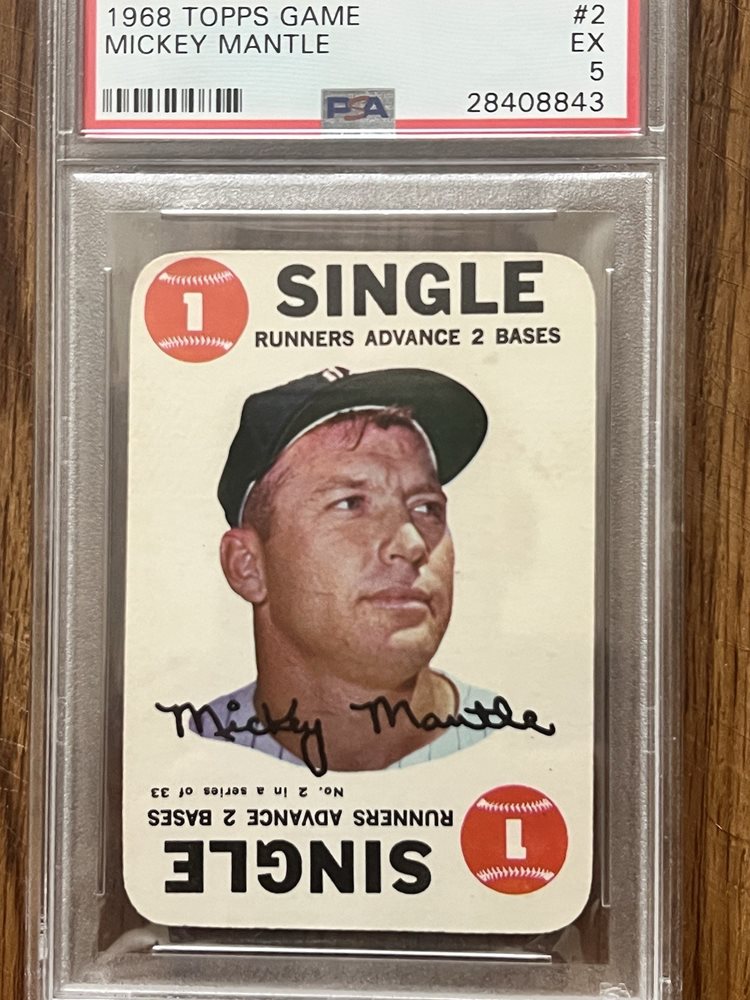 1968 TOPPS GAME #2
MICKEY MANTLE EX
5
PSA 28408843
1 SINGLE
RUNNERS ADVANCE 2 BASES
Mickey Mantle
No. 2 in a series of 33
RUNNERS ADVANCE 2 BASES
SINGLE 1